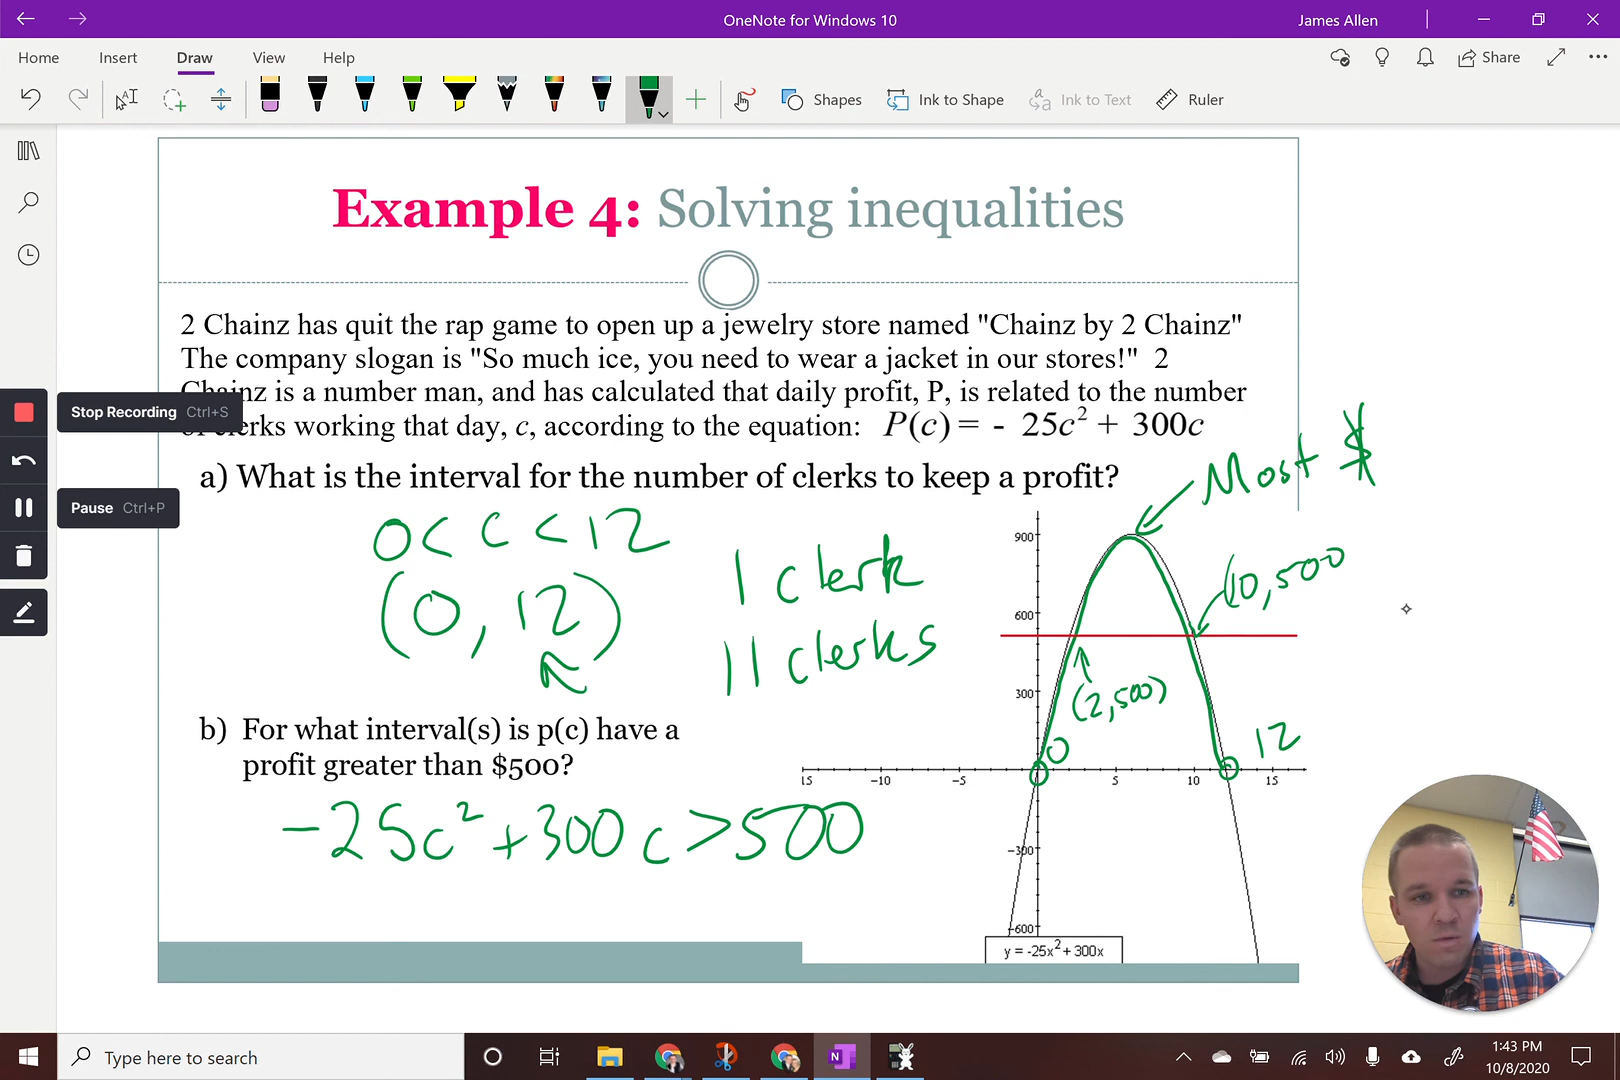 OneNote for Windows 10
James Allen
Home Insert Draw View Help
Share
Shapes Ink to Shape Ink to Text Ruler
Example 4: Solving inequalities
2 Chainz has quit the rap game to open up a jewelry store named "Chainz by 2 Chainz"
The company slogan is "So much ice, you need to wear a jacket in our stores!" 2
Chainz is a number man, and has calculated that daily profit, P, is related to the number
of clerks working that day, c, according to the equation: P(c) = - 25c² + 300c
Stop Recording Ctrl+S
a) What is the interval for the number of clerks to keep a profit?
Most $
Pause Ctrl+P
0 < c < 12
(0, 12)
1 clerk
11 clerks
900
600
300
(10,500
(2,500)
0
12
15 -10 -5 5 10 15
-300
-600
y = -25x² + 300x
b) For what interval(s) is p(c) have a
profit greater than $500?
-25c² + 300c > 500
Type here to search
1:43 PM
10/8/2020